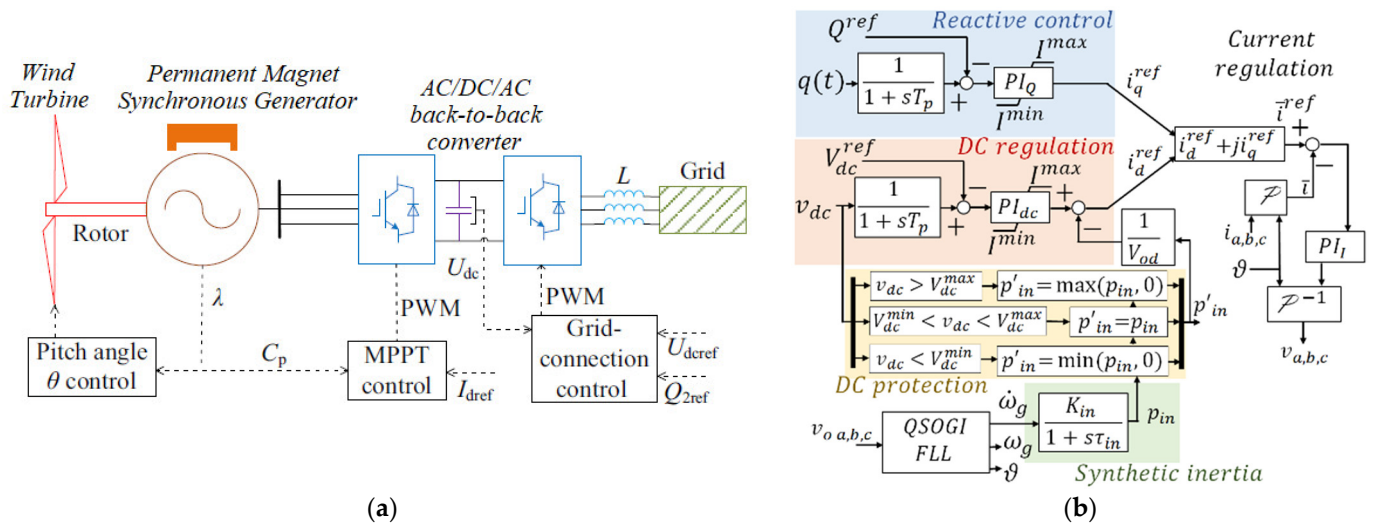 Wind
Turbine
Permanent Magnet
Synchronous Generator
AC/DC/AC
back-to-back
converter
L
Grid
Rotor
U_dc
λ
PWM
PWM
Pitch angle
θ control
C_p
MPPT
control
I_dref
Grid-
connection
control
U_dcref
Q_2ref
(a)
Reactive control
Q^ref
I^max
q(t)
1
1 + sT_p
−
+
PI_Q
I^min
i_q^ref
DC regulation
V_dc^ref
I^max
v_dc
1
1 + sT_p
−
+
PI_dc
I^min
+
−
i_d^ref
1
V_od
Current
regulation
i_d^ref + ji_q^ref
i̅^ref
+
−
i̅
𝒫
i_a,b,c
ϑ
PI_I
𝒫^−1
v_a,b,c
v_dc > V_dc^max
p'_in = max(p_in, 0)
V_dc^min < v_dc < V_dc^max
p'_in = p_in
p'_in
v_dc < V_dc^min
p'_in = min(p_in, 0)
DC protection
v_o a,b,c
QSOGI
FLL
ω̇_g
ω_g
ϑ
K_in
1 + sτ_in
p_in
Synthetic inertia
(b)